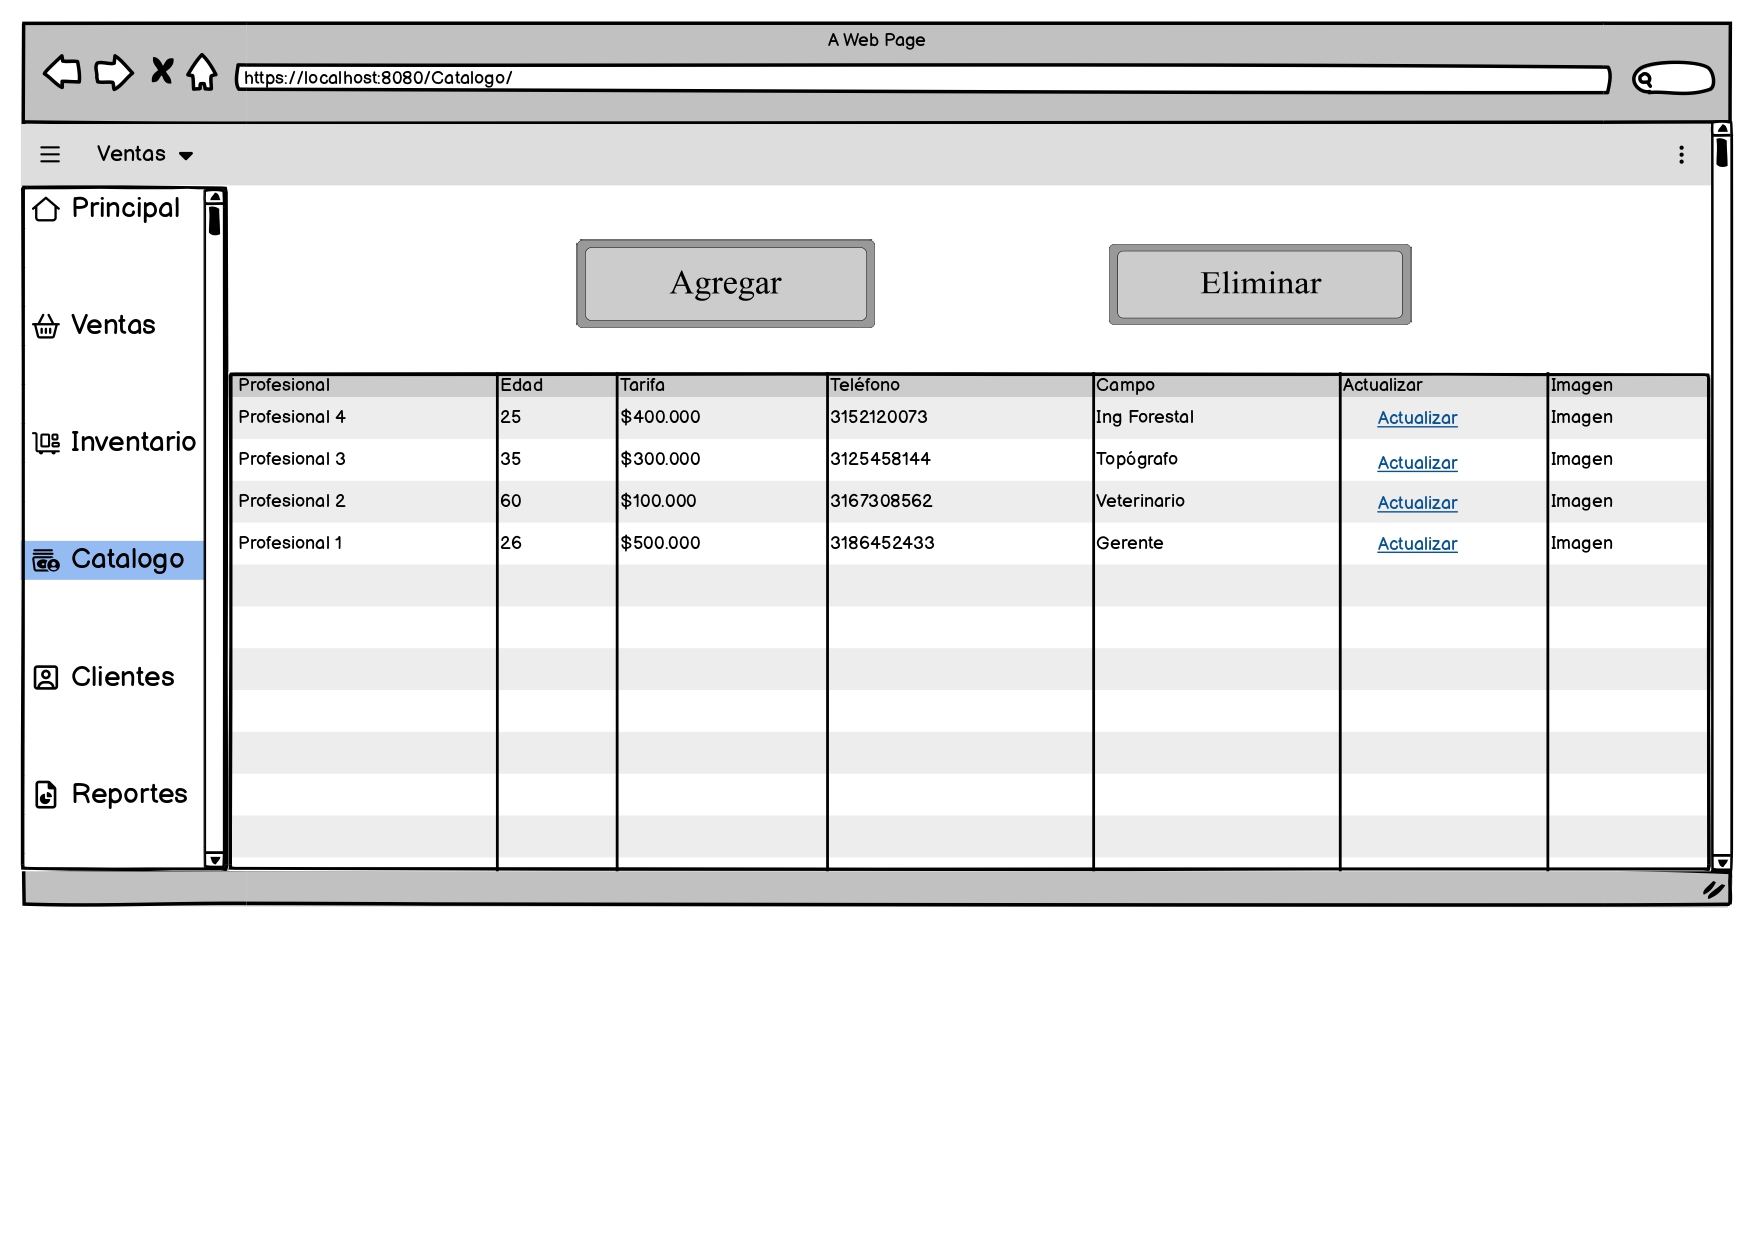 A Web Page
https://localhost:8080/Catalogo/
Ventas
Principal
Ventas
Inventario
Catalogo
Clientes
Reportes
Agregar Eliminar
Profesional Edad Tarifa Teléfono Campo Actualizar Imagen
Profesional 4 25 $400.000 3152120073 Ing Forestal Actualizar Imagen
Profesional 3 35 $300.000 3125458144 Topógrafo Actualizar Imagen
Profesional 2 60 $100.000 3167308562 Veterinario Actualizar Imagen
Profesional 1 26 $500.000 3186452433 Gerente Actualizar Imagen